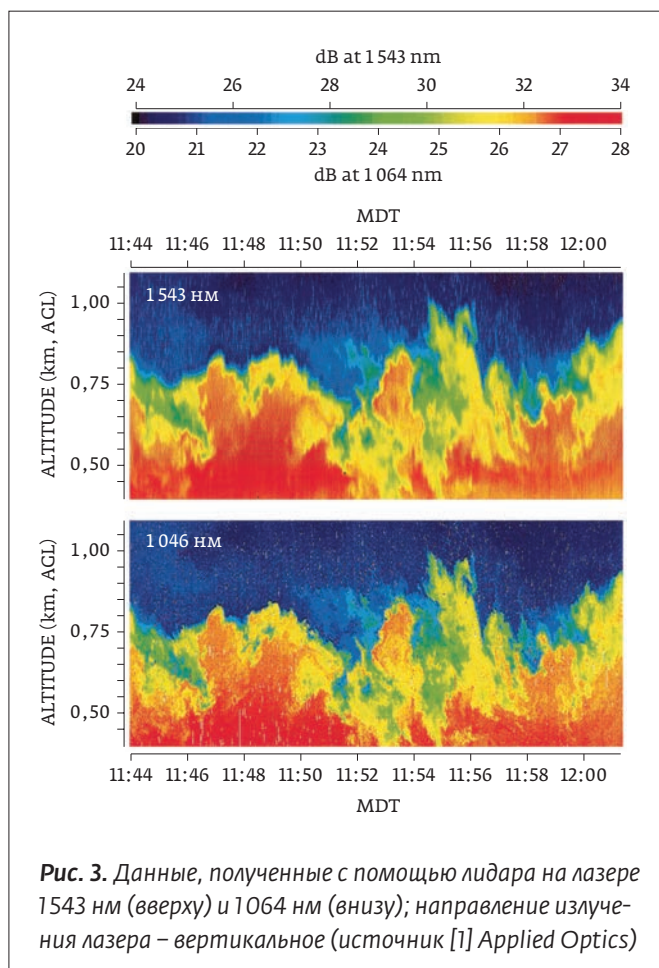 dB at 1 543 nm
24 26 28 30 32 34
20 21 22 23 24 25 26 27 28
dB at 1 064 nm
MDT
11:44 11:46 11:48 11:50 11:52 11:54 11:56 11:58 12:00
1 543 нм
ALTITUDE (km, AGL)
1,00
0,75
0,50
1 046 нм
ALTITUDE (km, AGL)
1,00
0,75
0,50
11:44 11:46 11:48 11:50 11:52 11:54 11:56 11:58 12:00
MDT
Рис. 3. Данные, полученные с помощью лидара на лазере
1 543 нм (вверху) и 1 064 нм (внизу); направление излуче-
ния лазера – вертикальное (источник [1] Applied Optics)